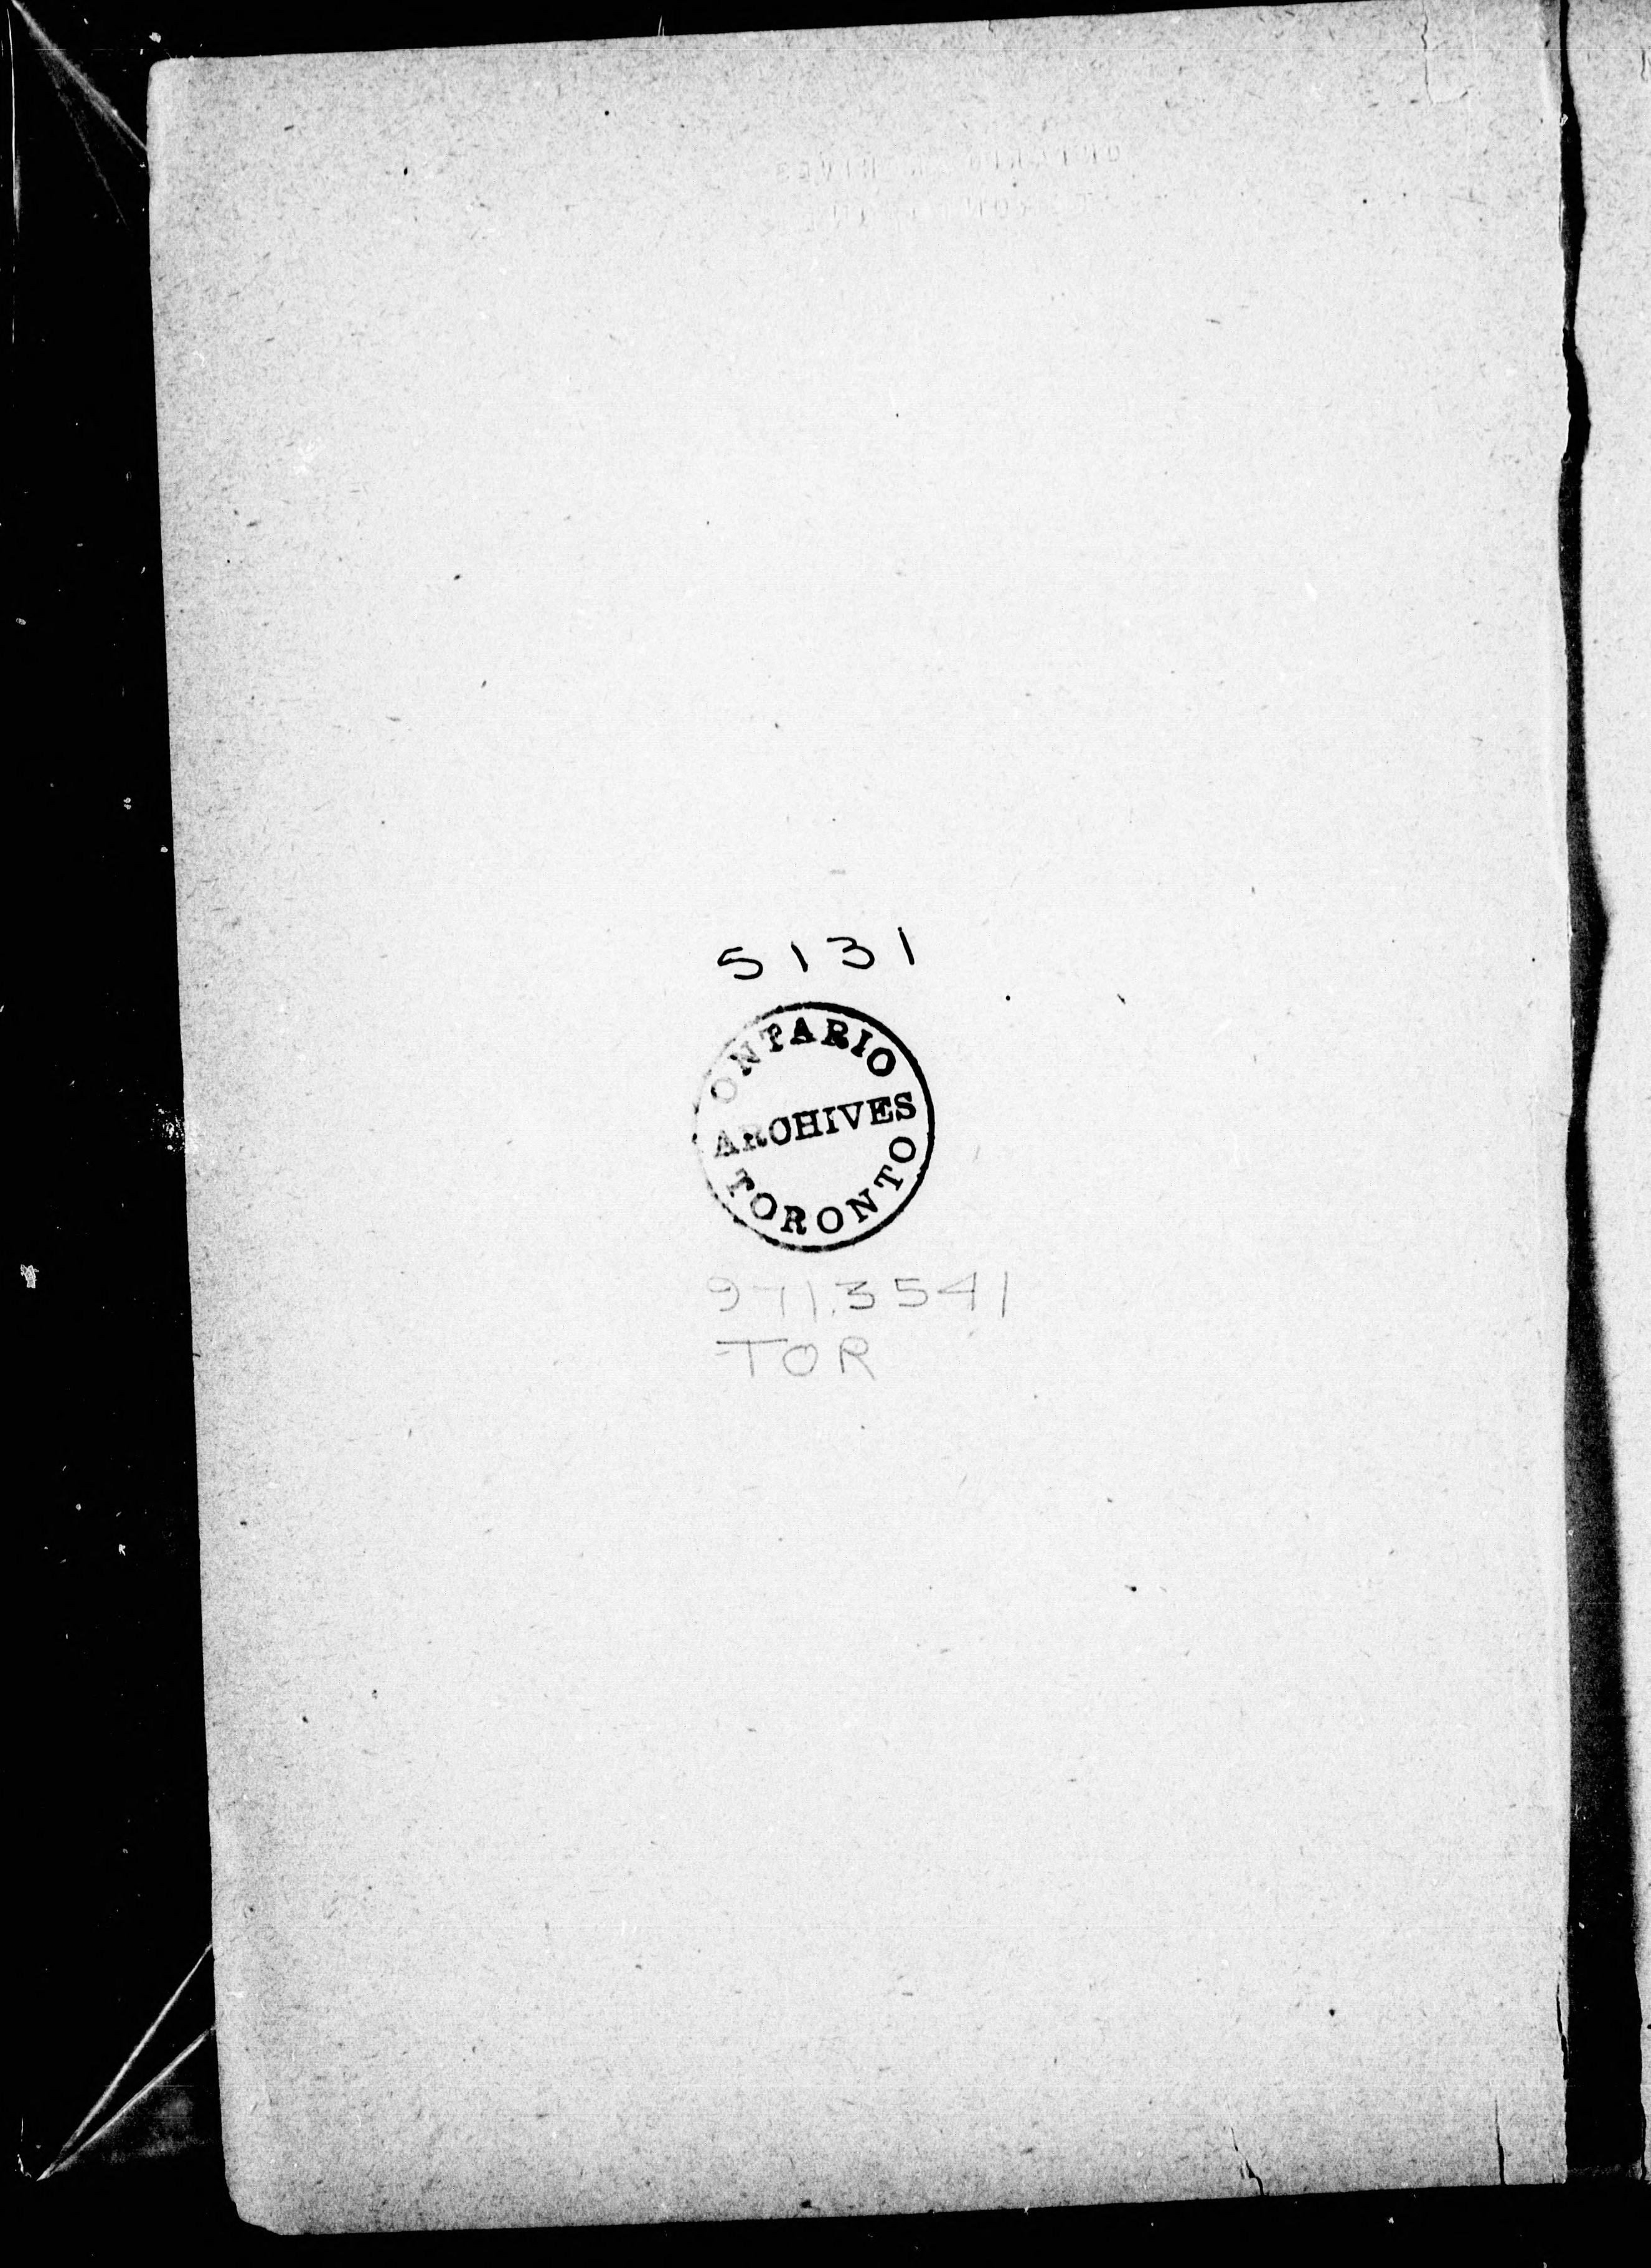 5131
ONTARIO
ARCHIVES
TORONTO
971.3541
TOR